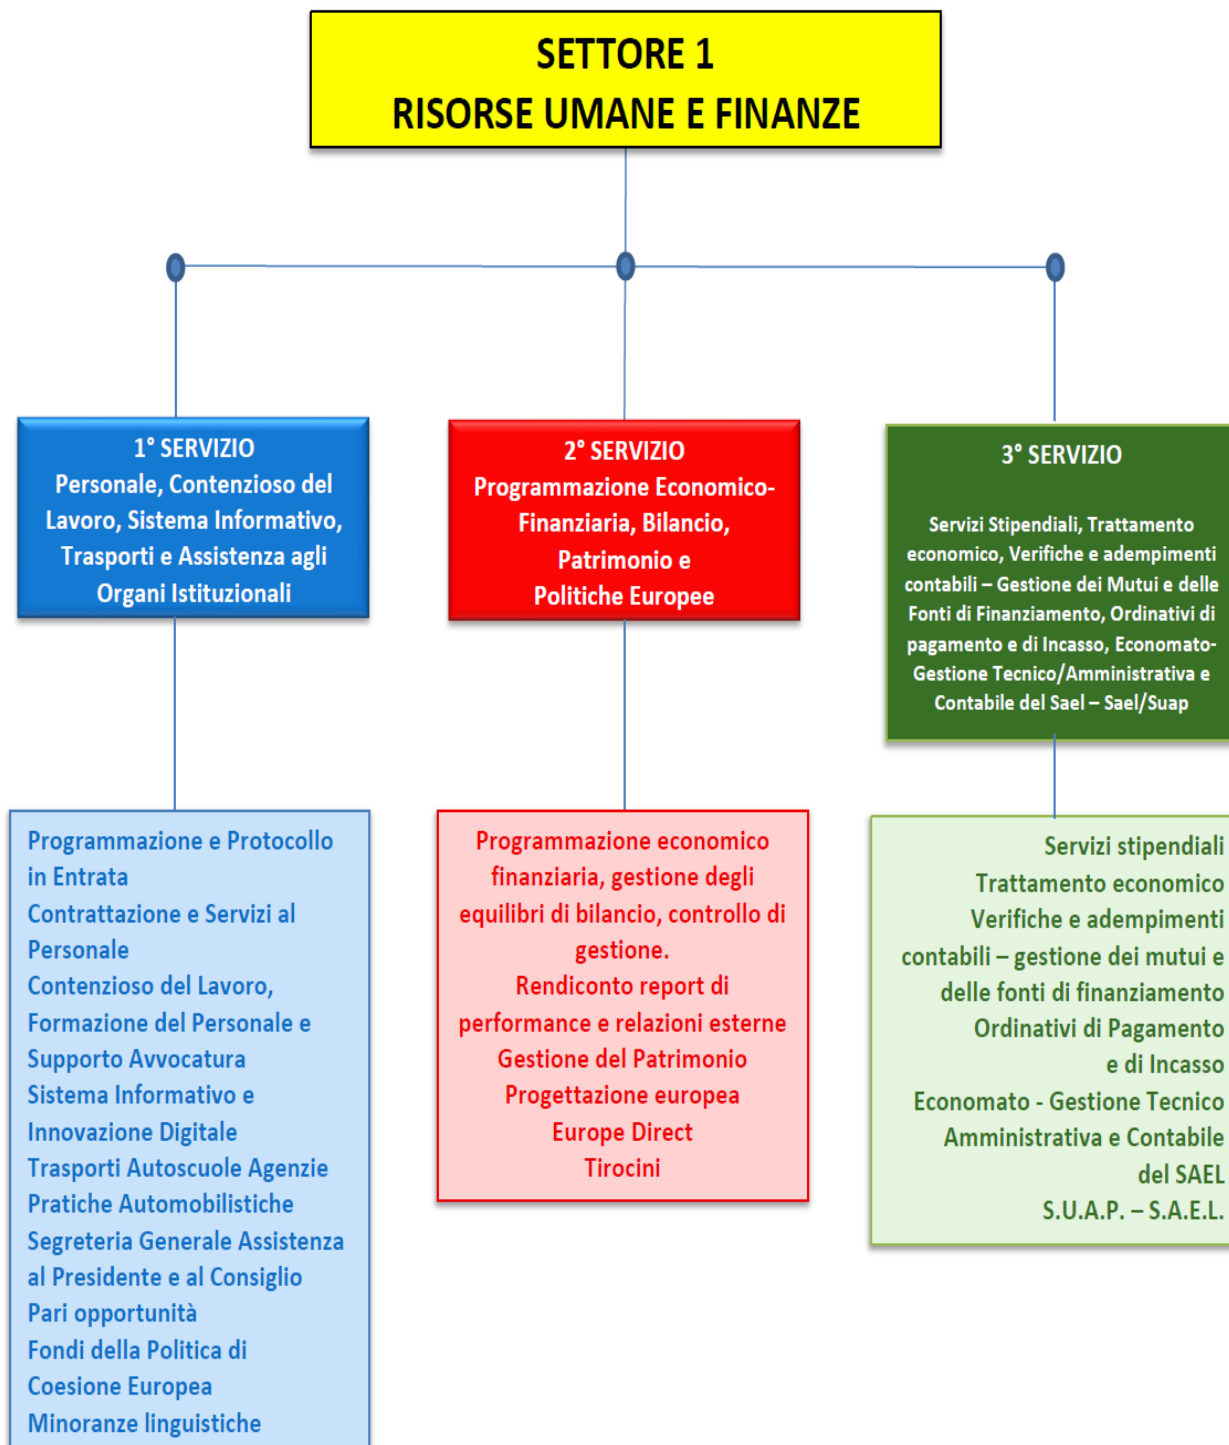 SETTORE 1
RISORSE UMANE E FINANZE
1° SERVIZIO
Personale, Contenzioso del
Lavoro, Sistema Informativo,
Trasporti e Assistenza agli
Organi Istituzionali
2° SERVIZIO
Programmazione Economico-
Finanziaria, Bilancio,
Patrimonio e
Politiche Europee
3° SERVIZIO
Servizi Stipendiali, Trattamento
economico, Verifiche e adempimenti
contabili – Gestione dei Mutui e delle
Fonti di Finanziamento, Ordinativi di
pagamento e di Incasso, Economato-
Gestione Tecnico/Amministrativa e
Contabile del Sael – Sael/Suap
Programmazione e Protocollo
in Entrata
Contrattazione e Servizi al
Personale
Contenzioso del Lavoro,
Formazione del Personale e
Supporto Avvocatura
Sistema Informativo e
Innovazione Digitale
Trasporti Autoscuole Agenzie
Pratiche Automobilistiche
Segreteria Generale Assistenza
al Presidente e al Consiglio
Pari opportunità
Fondi della Politica di
Coesione Europea
Minoranze linguistiche
Programmazione economico
finanziaria, gestione degli
equilibri di bilancio, controllo di
gestione.
Rendiconto report di
performance e relazioni esterne
Gestione del Patrimonio
Progettazione europea
Europe Direct
Tirocini
Servizi stipendiali
Trattamento economico
Verifiche e adempimenti
contabili – gestione dei mutui e
delle fonti di finanziamento
Ordinativi di Pagamento
e di Incasso
Economato - Gestione Tecnico
Amministrativa e Contabile
del SAEL
S.U.A.P. – S.A.E.L.